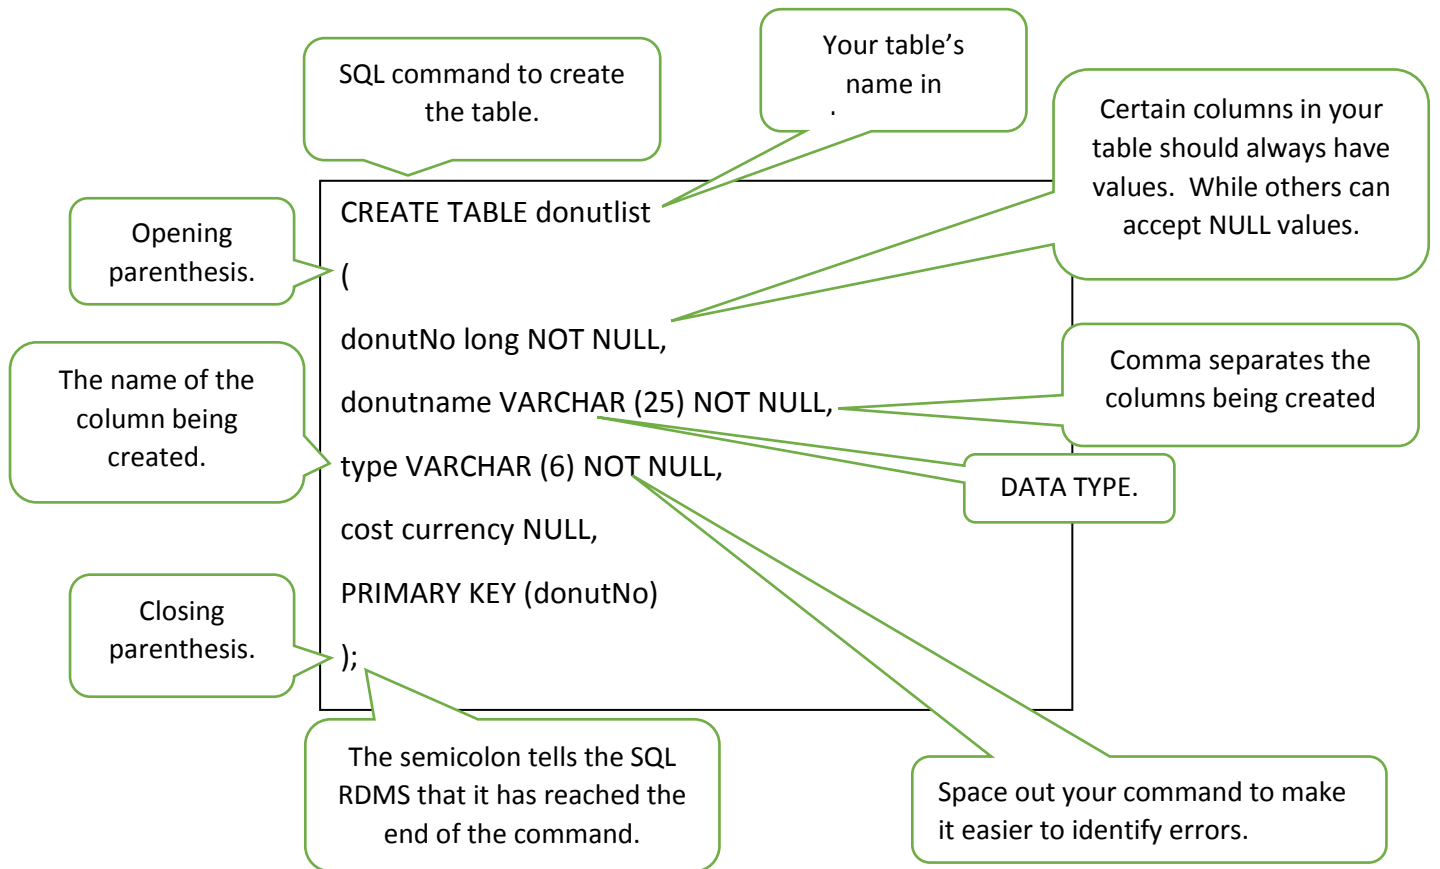 SQL command to create
the table.
Your table’s
name in
Certain columns in your
table should always have
values.  While others can
accept NULL values.
Opening
parenthesis.
CREATE TABLE donutlist
(
donutNo long NOT NULL,
The name of the
column being
created.
donutname VARCHAR (25) NOT NULL,
Comma separates the
columns being created
type VARCHAR (6) NOT NULL,
DATA TYPE.
cost currency NULL,
Closing
parenthesis.
PRIMARY KEY (donutNo)
);
The semicolon tells the SQL
RDMS that it has reached the
end of the command.
Space out your command to make
it easier to identify errors.